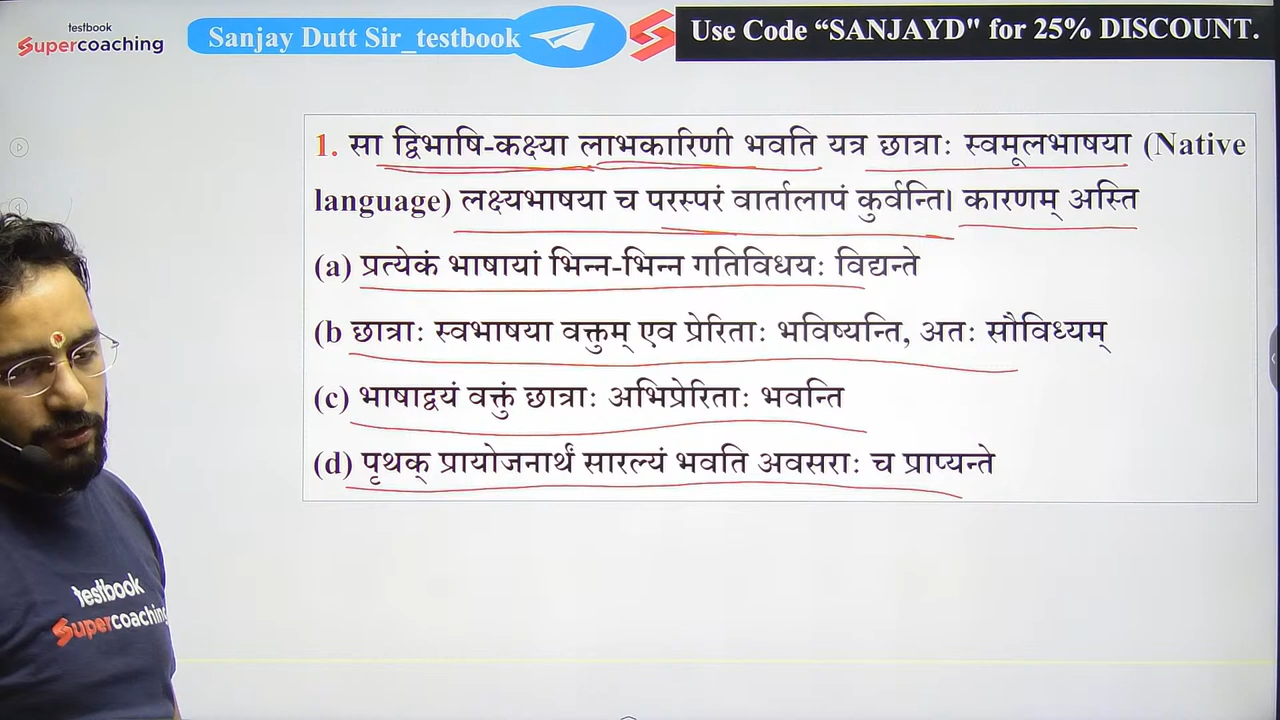 testbook
Supercoaching
Sanjay Dutt Sir_testbook
Use Code “SANJAYD" for 25% DISCOUNT.
1. सा द्विभाषि-कक्ष्या लाभकारिणी भवति यत्र छात्राः स्वमूलभाषया (Native
language) लक्ष्यभाषया च परस्परं वार्तालापं कुर्वन्ति। कारणम् अस्ति
(a) प्रत्येकं भाषायां भिन्न-भिन्न गतिविधयः विद्यन्ते
(b छात्राः स्वभाषया वक्तुम् एव प्रेरिताः भविष्यन्ति, अतः सौविध्यम्
(c) भाषाद्वयं वक्तुं छात्राः अभिप्रेरिताः भवन्ति
(d) पृथक् प्रायोजनार्थं सारल्यं भवति अवसराः च प्राप्यन्ते
testbook
Supercoaching